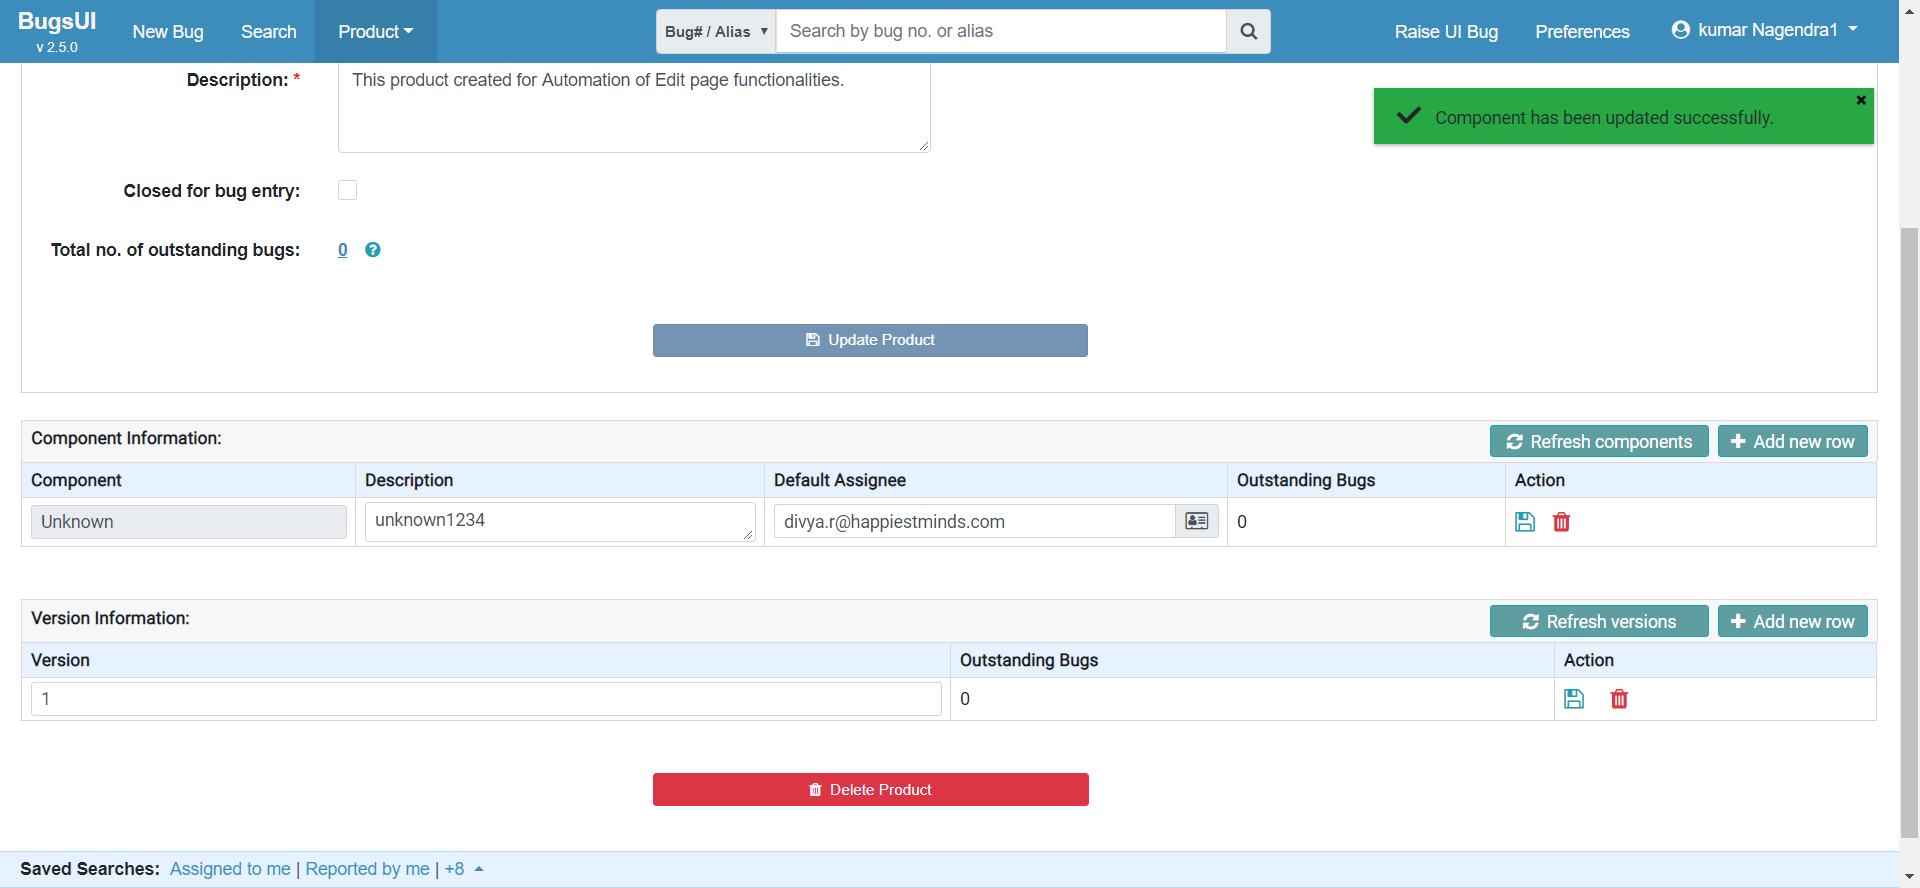 BugsUI
v 2.5.0
New Bug
Search
Product
Bug# / Alias
Search by bug no. or alias
Raise UI Bug
Preferences
kumar Nagendra1
Description: *
This product created for Automation of Edit page functionalities.
Component has been updated successfully.
Closed for bug entry:
Total no. of outstanding bugs:
0
Update Product
Component Information:
Refresh components
Add new row
Component
Description
Default Assignee
Outstanding Bugs
Action
Unknown
unknown1234
divya.r@happiestminds.com
0
Version Information:
Refresh versions
Add new row
Version
Outstanding Bugs
Action
1
0
Delete Product
Saved Searches: Assigned to me | Reported by me | +8